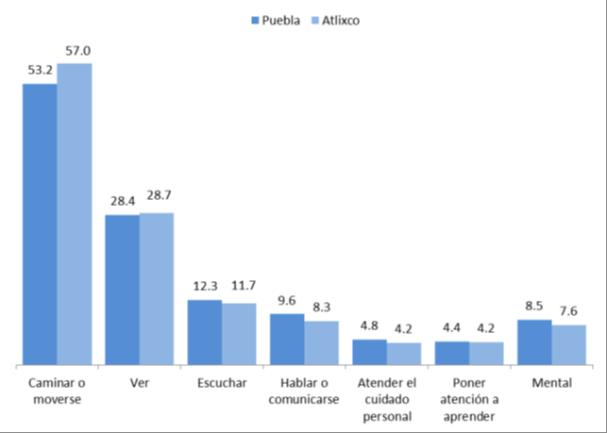 Puebla Atlixco
53.2 57.0
28.4 28.7
12.3 11.7
9.6 8.3
4.8 4.2
4.4 4.2
8.5 7.6
Caminar o
moverse
Ver
Escuchar
Hablar o
comunicarse
Atender el
cuidado
personal
Poner
atención a
aprender
Mental